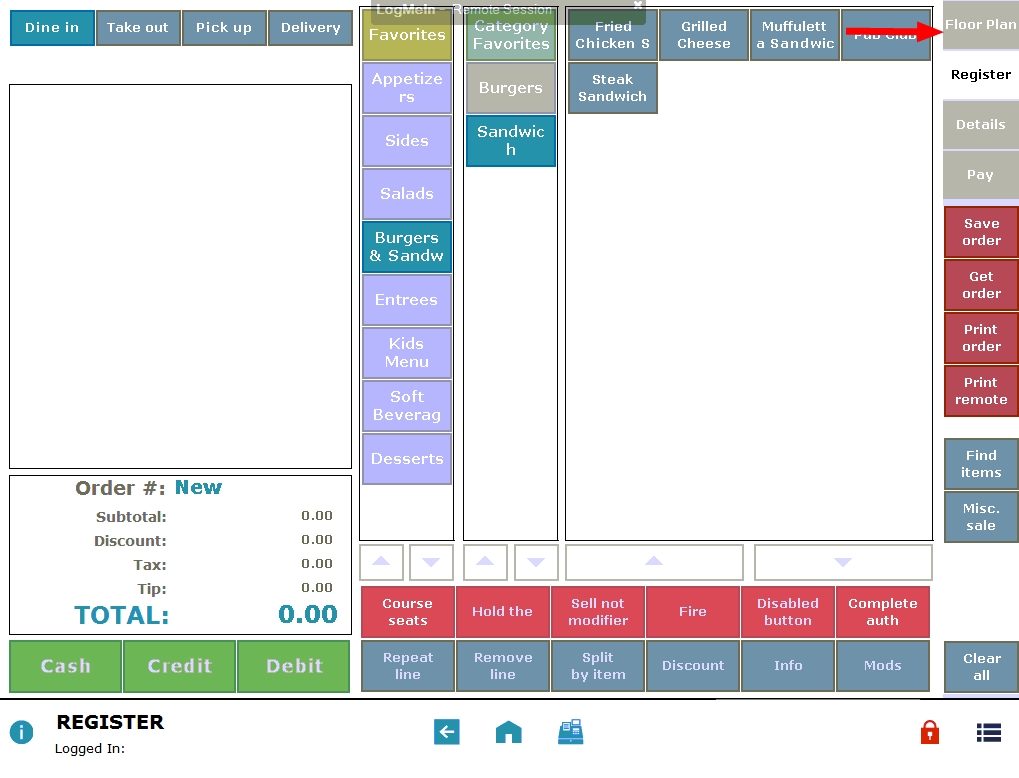 LogMeIn - Remote Session
Dine in
Take out
Pick up
Delivery
Favorites
Appetize
rs
Sides
Salads
Burgers
& Sandw
Entrees
Kids
Menu
Soft
Beverag
Desserts
Category
Favorites
Burgers
Sandwic
h
Fried
Chicken S
Grilled
Cheese
Muffulett
a Sandwic
Pub Club
Steak
Sandwich
Floor Plan
Register
Details
Pay
Save
order
Get
order
Print
order
Print
remote
Find
items
Misc.
sale
Clear
all
Order #: New
Subtotal: 0.00
Discount: 0.00
Tax: 0.00
Tip: 0.00
TOTAL: 0.00
Cash
Credit
Debit
Course
seats
Hold the
Sell not
modifier
Fire
Disabled
button
Complete
auth
Repeat
line
Remove
line
Split
by item
Discount
Info
Mods
REGISTER
Logged In: